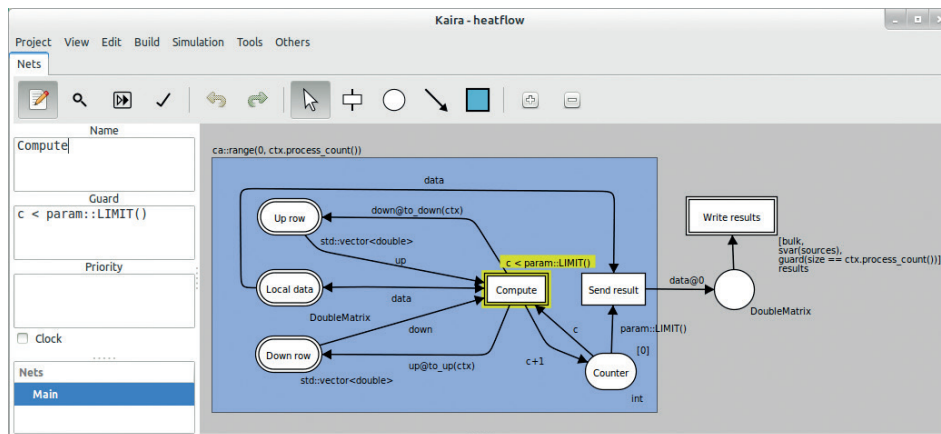 Kaira - heatflow
Project View Edit Build Simulation Tools Others
Nets
Name
Compute
Guard
c < param::LIMIT()
Priority
Clock
Nets
Main
ca::range(0, ctx.process_count())
data
Up row
down@to_down(ctx)
std::vector<double>
up
c < param::LIMIT()
Local data
Compute
Send result
data@0
data
DoubleMatrix
down
c
param::LIMIT()
[0]
Down row
up@to_up(ctx)
c+1
Counter
std::vector<double>
int
Write results
[bulk,
svar(sources),
guard(size == ctx.process_count())]
results
DoubleMatrix